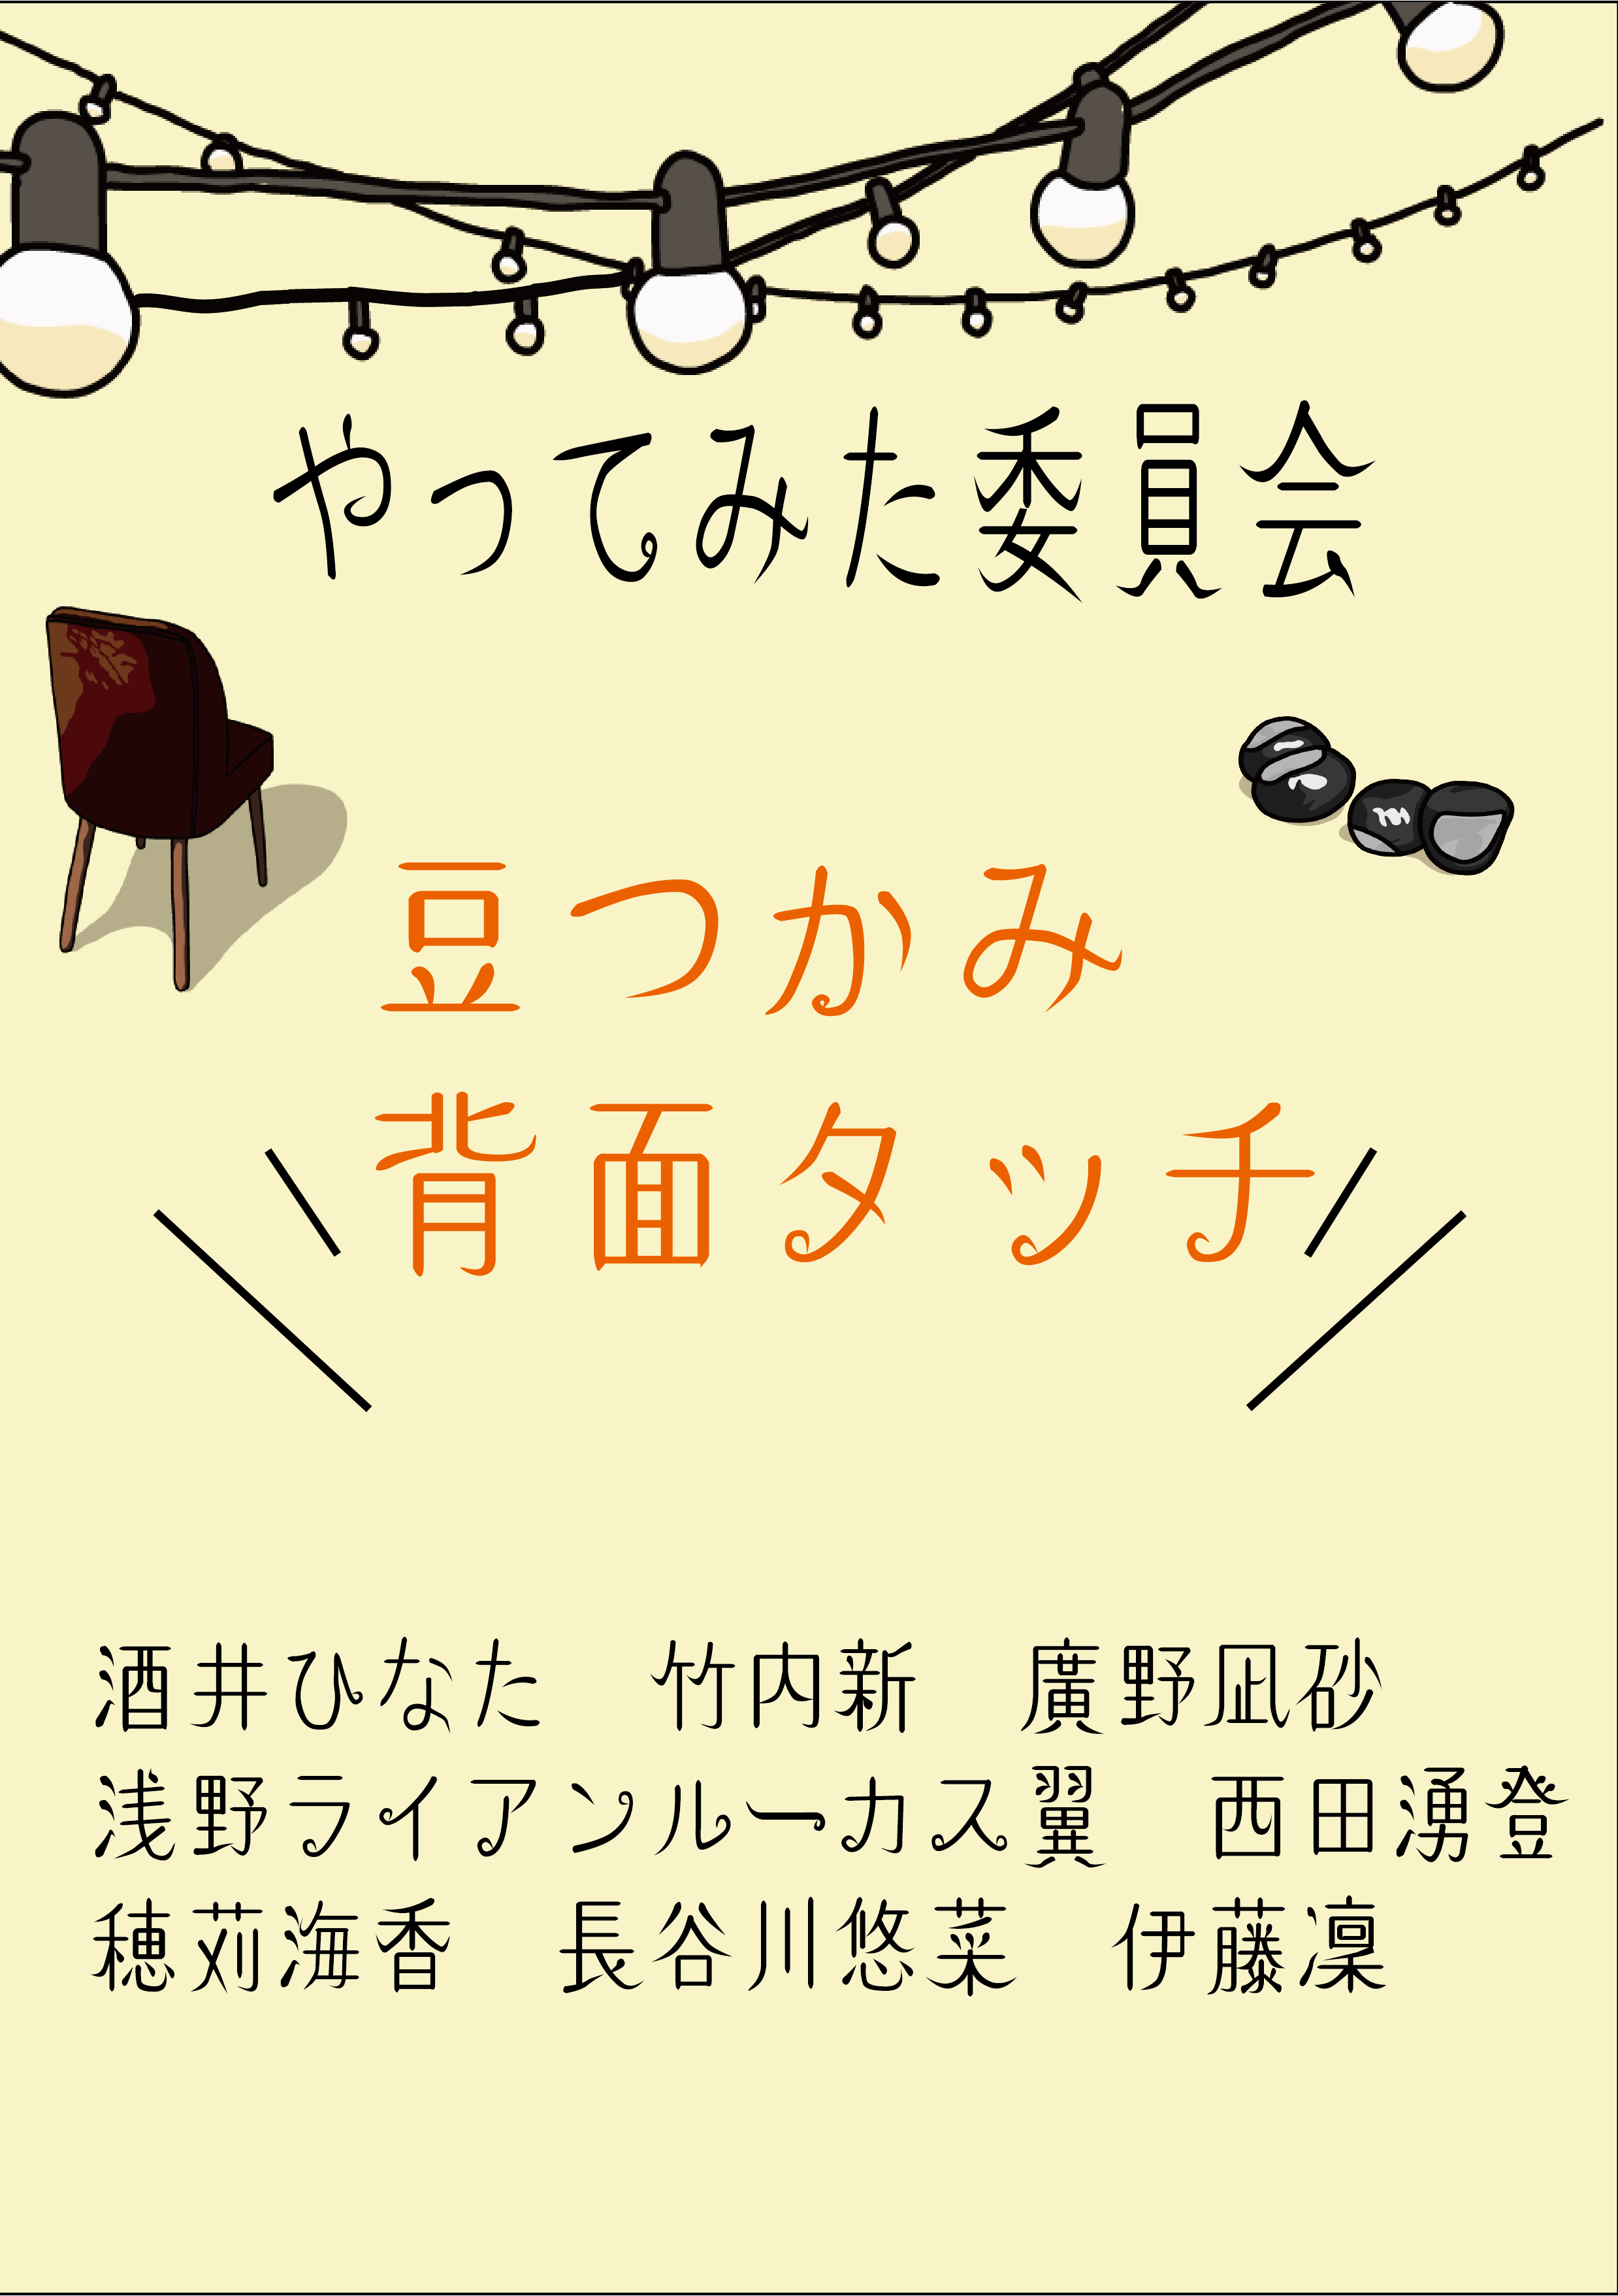 やってみた委員会
豆つかみ
背面タッチ
酒井ひなた　竹内新　廣野凪砂
浅野ライアンルーカス翼　西田湧登
穂苅海香　長谷川悠菜　伊藤凜